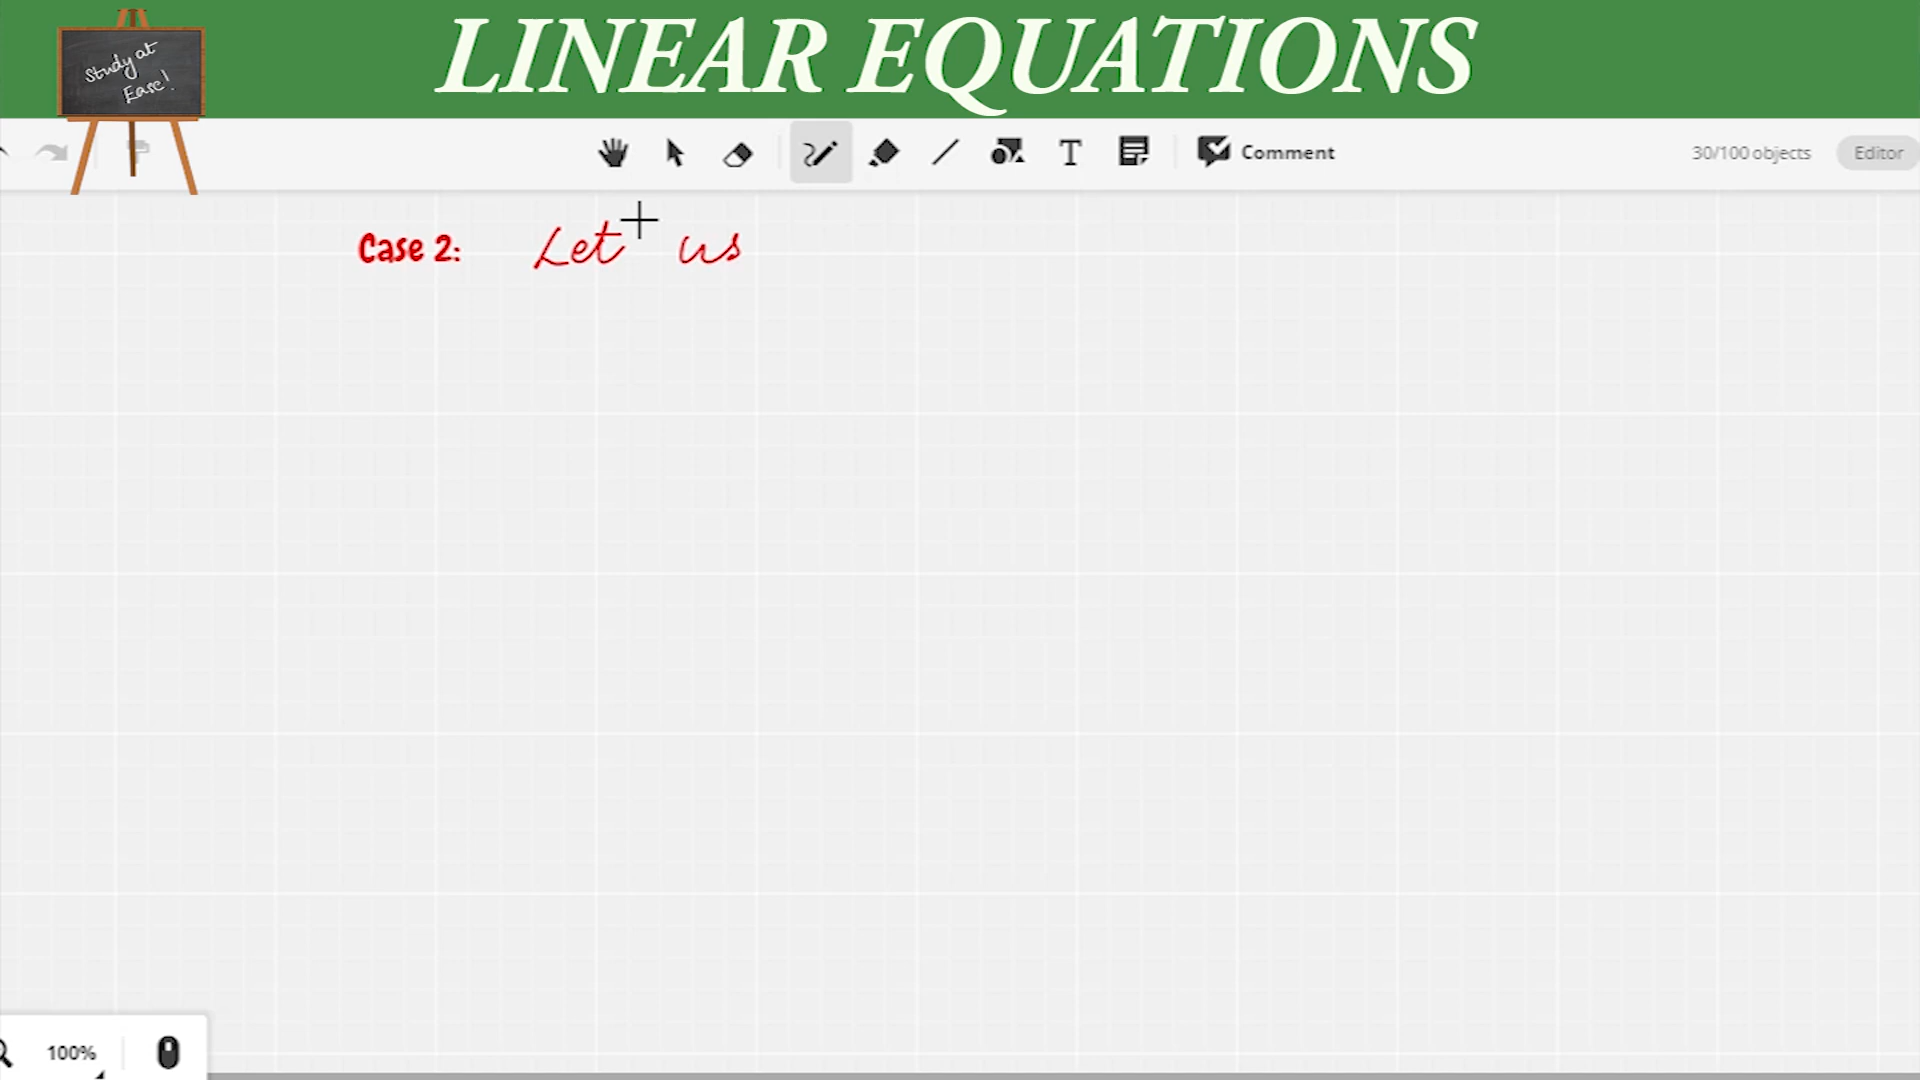 LINEAR EQUATIONS
Study at
Ease!
Comment
30/100 objects
Editor
Case 2: Let us
100%